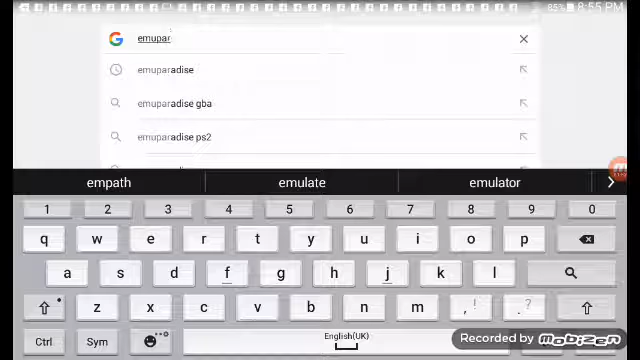 85% 8:55 PM
emupar
emuparadise
emuparadise gba
emuparadise ps2
empath emulate emulator
1 2 3 4 5 6 7 8 9 0
q w e r t y u i o p
a s d f g h j k l
z x c v b n m , ! . ?
Ctrl Sym English(UK)
Recorded by mobizen